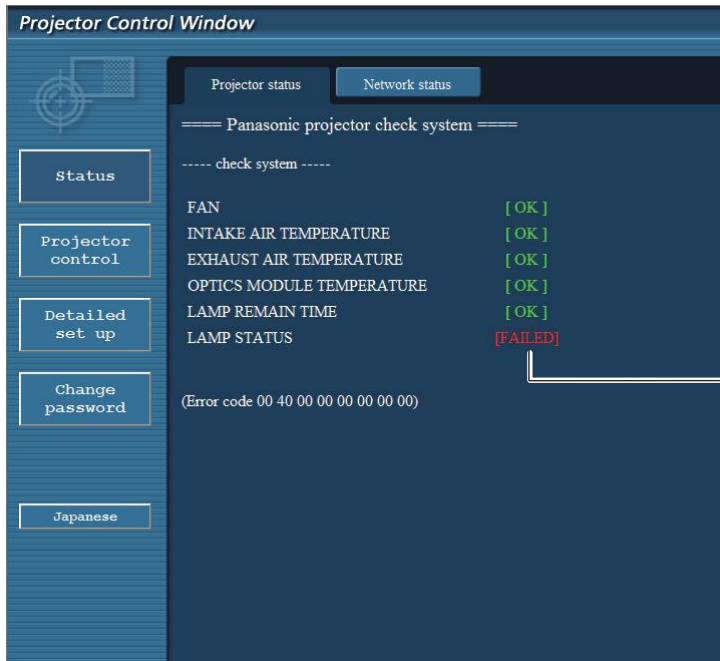 Projector Control Window
Projector status
Network status
==== Panasonic projector check system ====
----- check system -----
Status
FAN [ OK ]
INTAKE AIR TEMPERATURE [ OK ]
Projector
control
EXHAUST AIR TEMPERATURE [ OK ]
OPTICS MODULE TEMPERATURE [ OK ]
Detailed
set up
LAMP REMAIN TIME [ OK ]
LAMP STATUS [FAILED]
Change
password
(Error code 00 40 00 00 00 00 00 00)
Japanese